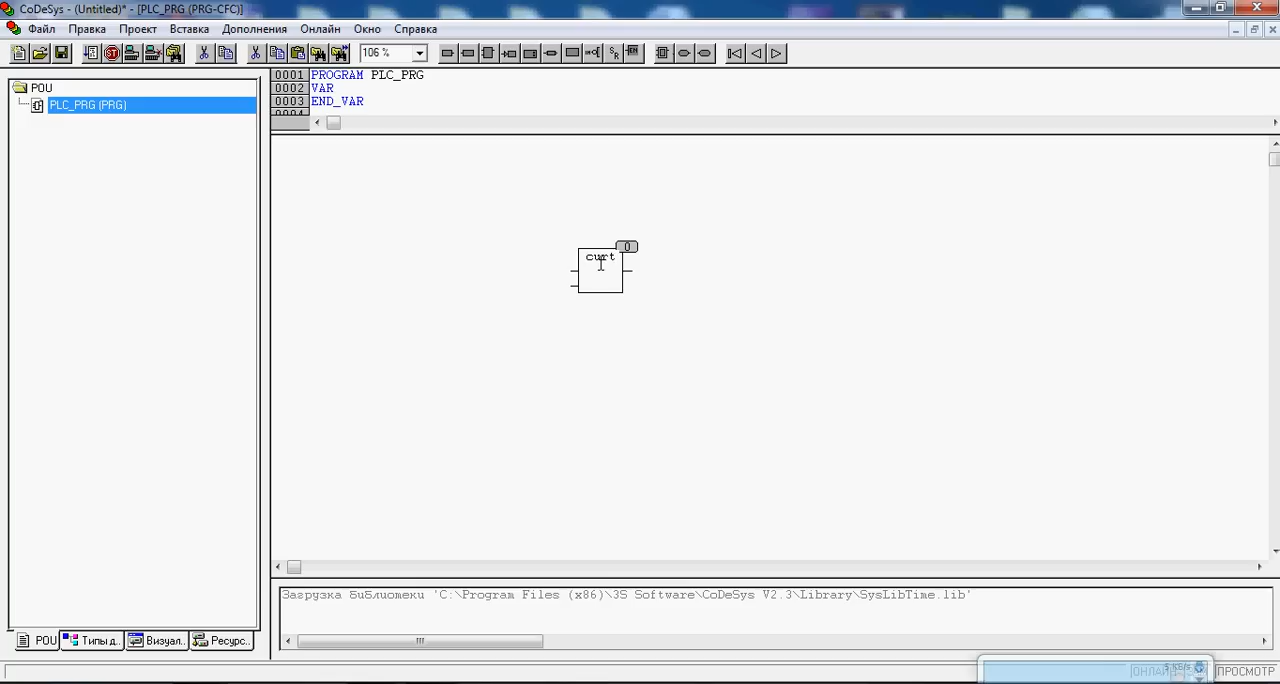 CoDeSys - (Untitled)* - [PLC_PRG (PRG-CFC)]
Файл Правка Проект Вставка Дополнения Онлайн Окно Справка
106 %
POU
PLC_PRG (PRG)
0001 PROGRAM PLC_PRG
0002 VAR
0003 END_VAR
0004
0
curt
Загрузка библиотеки 'C:\Program Files (x86)\3S Software\CoDeSys V2.3\Library\SysLibTime.lib'
POU Типы д.. Визуал.. Ресурс..
ПРОСМОТР